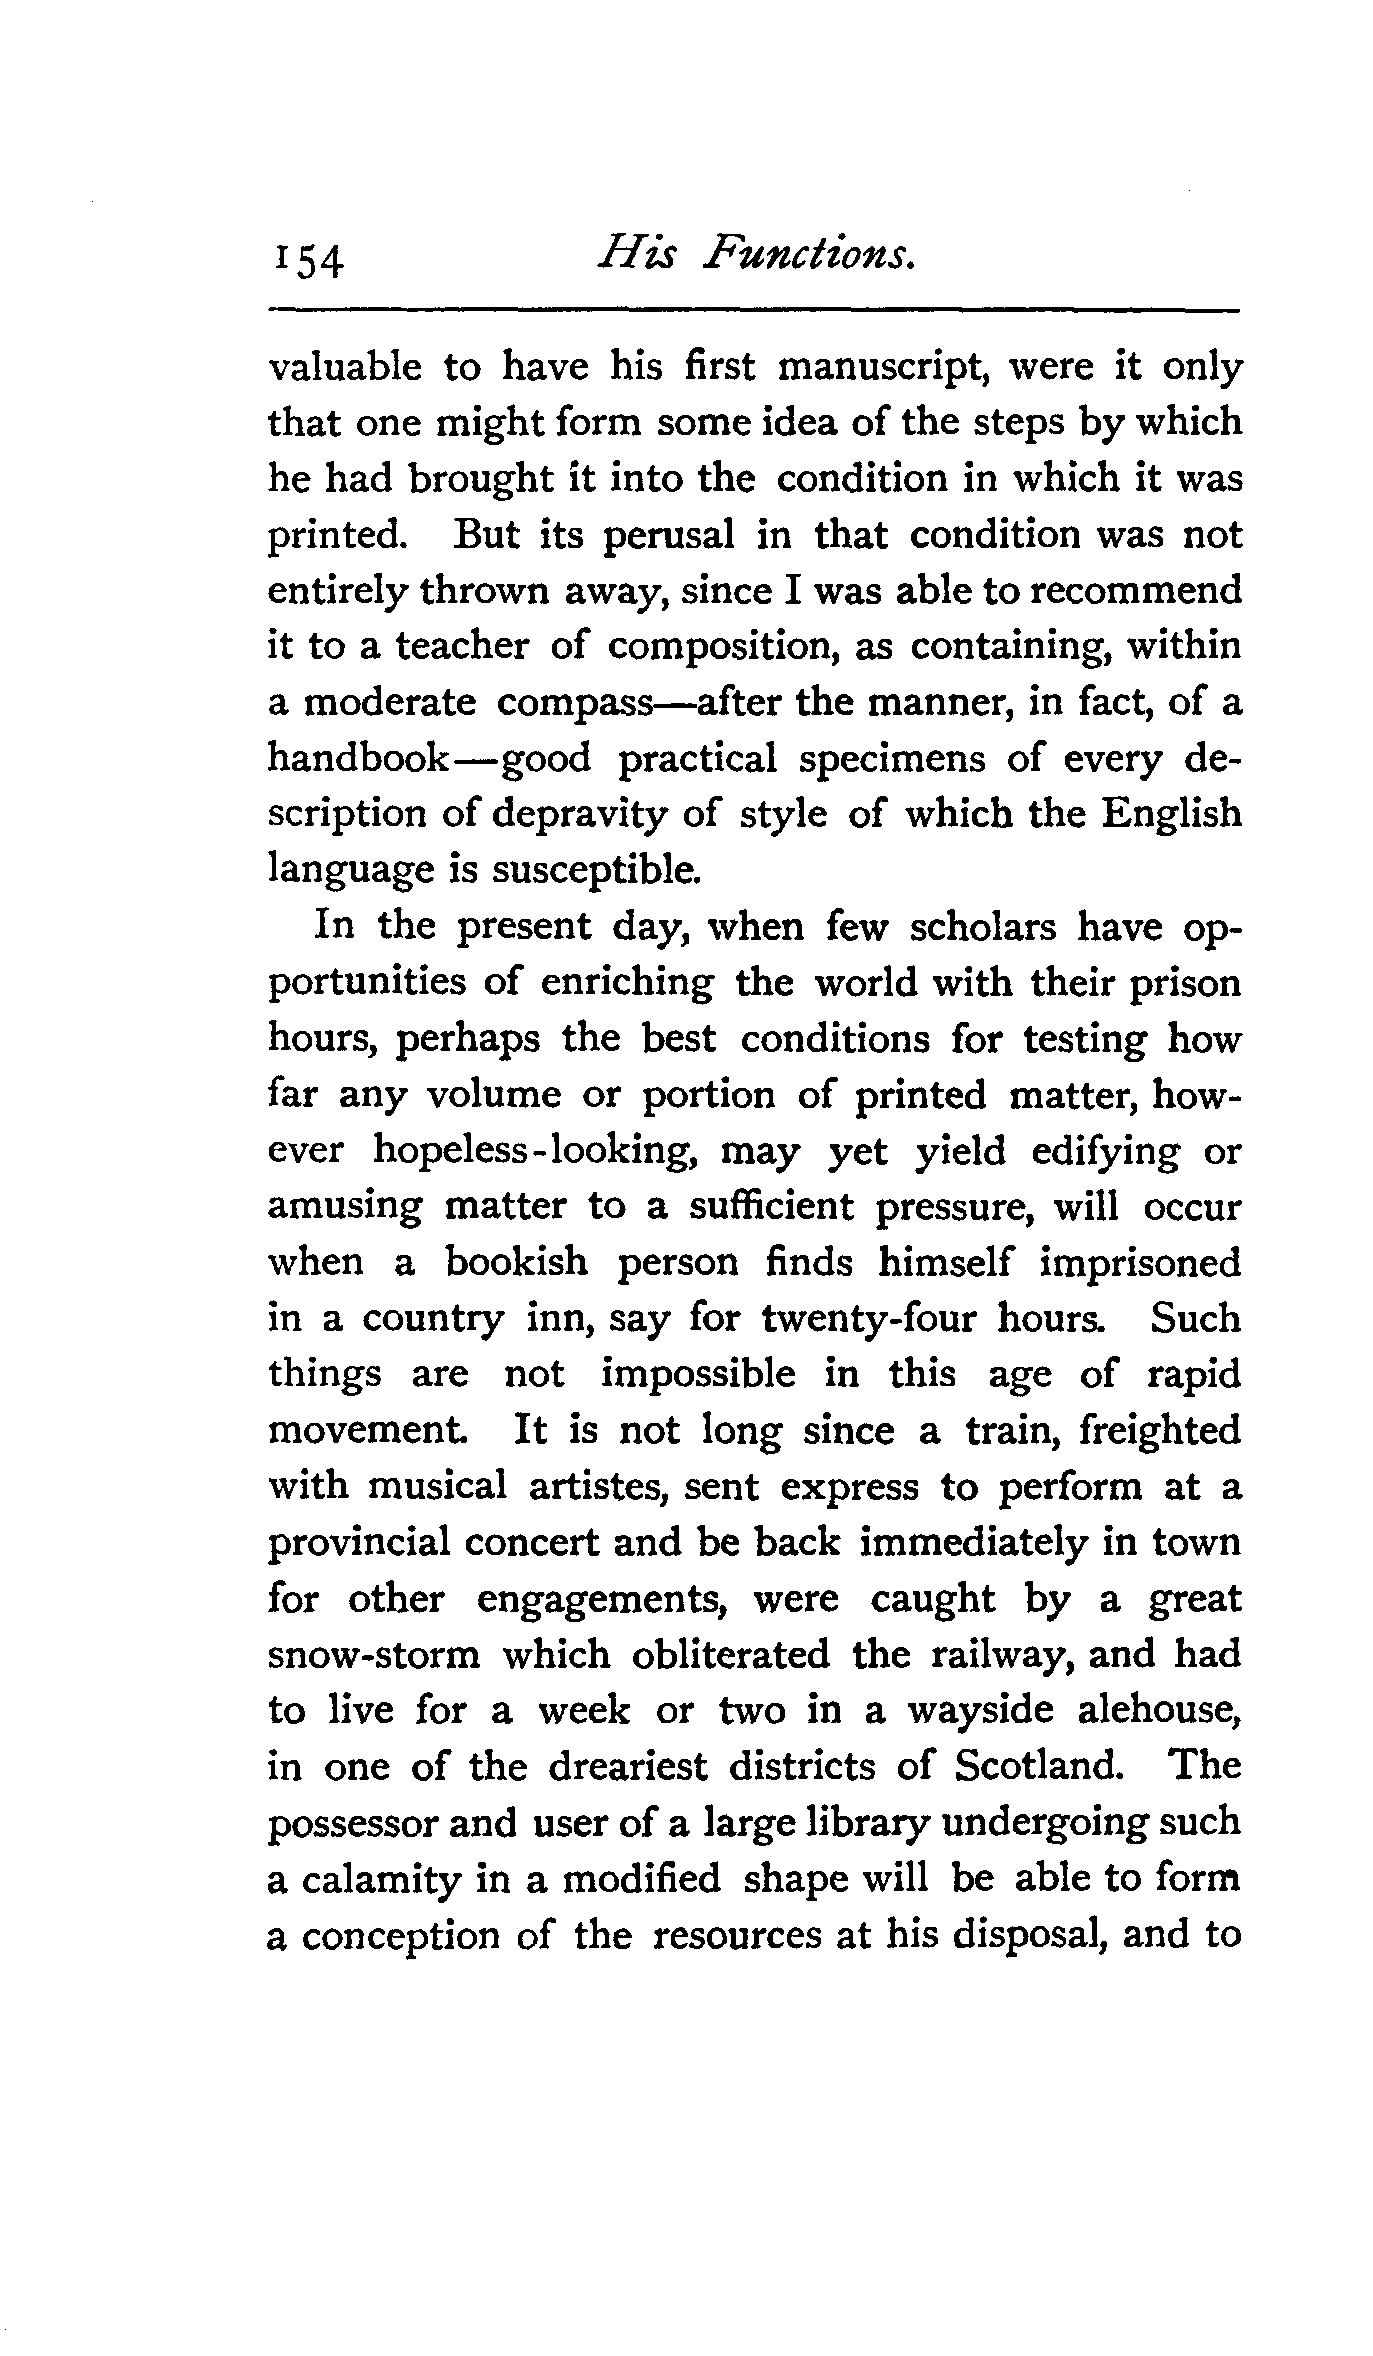 154 His Functions.
valuable to have his first manuscript, were it only
that one might form some idea of the steps by which
he had brought it into the condition in which it was
printed. But its perusal in that condition was not
entirely thrown away, since I was able to recommend
it to a teacher of composition, as containing, within
a moderate compass—after the manner, in fact, of a
handbook—good practical specimens of every de-
scription of depravity of style of which the English
language is susceptible.
In the present day, when few scholars have op-
portunities of enriching the world with their prison
hours, perhaps the best conditions for testing how
far any volume or portion of printed matter, how-
ever hopeless-looking, may yet yield edifying or
amusing matter to a sufficient pressure, will occur
when a bookish person finds himself imprisoned
in a country inn, say for twenty-four hours. Such
things are not impossible in this age of rapid
movement. It is not long since a train, freighted
with musical artistes, sent express to perform at a
provincial concert and be back immediately in town
for other engagements, were caught by a great
snow-storm which obliterated the railway, and had
to live for a week or two in a wayside alehouse,
in one of the dreariest districts of Scotland. The
possessor and user of a large library undergoing such
a calamity in a modified shape will be able to form
a conception of the resources at his disposal, and to